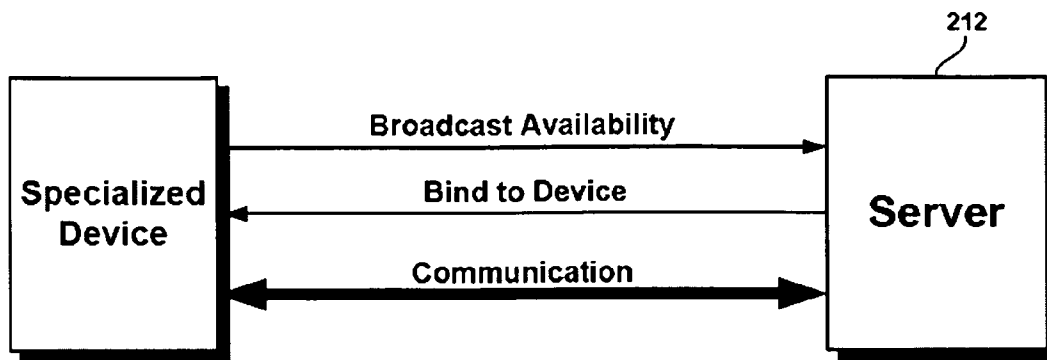 212
Broadcast Availability
Specialized
Device
Bind to Device
Server
Communication